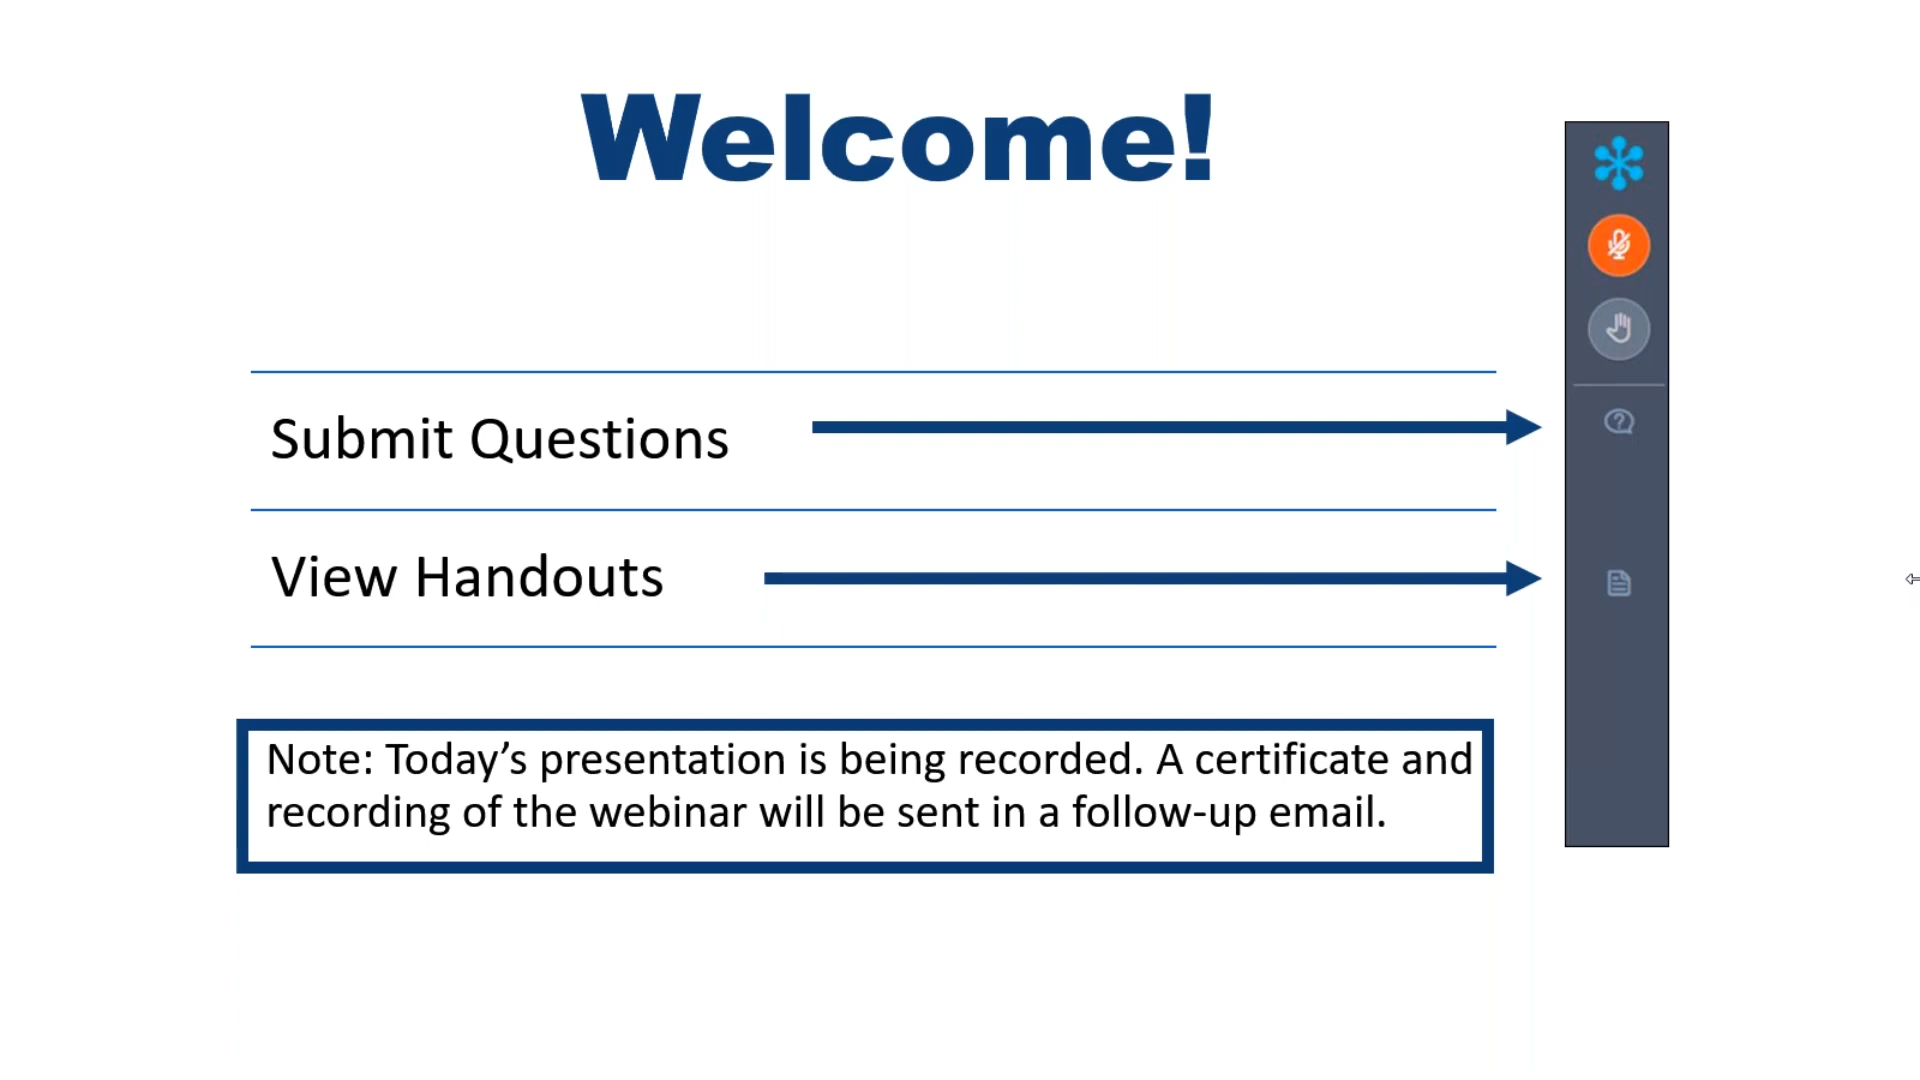 Welcome!
Submit Questions
View Handouts
Note: Today’s presentation is being recorded. A certificate and
recording of the webinar will be sent in a follow-up email.